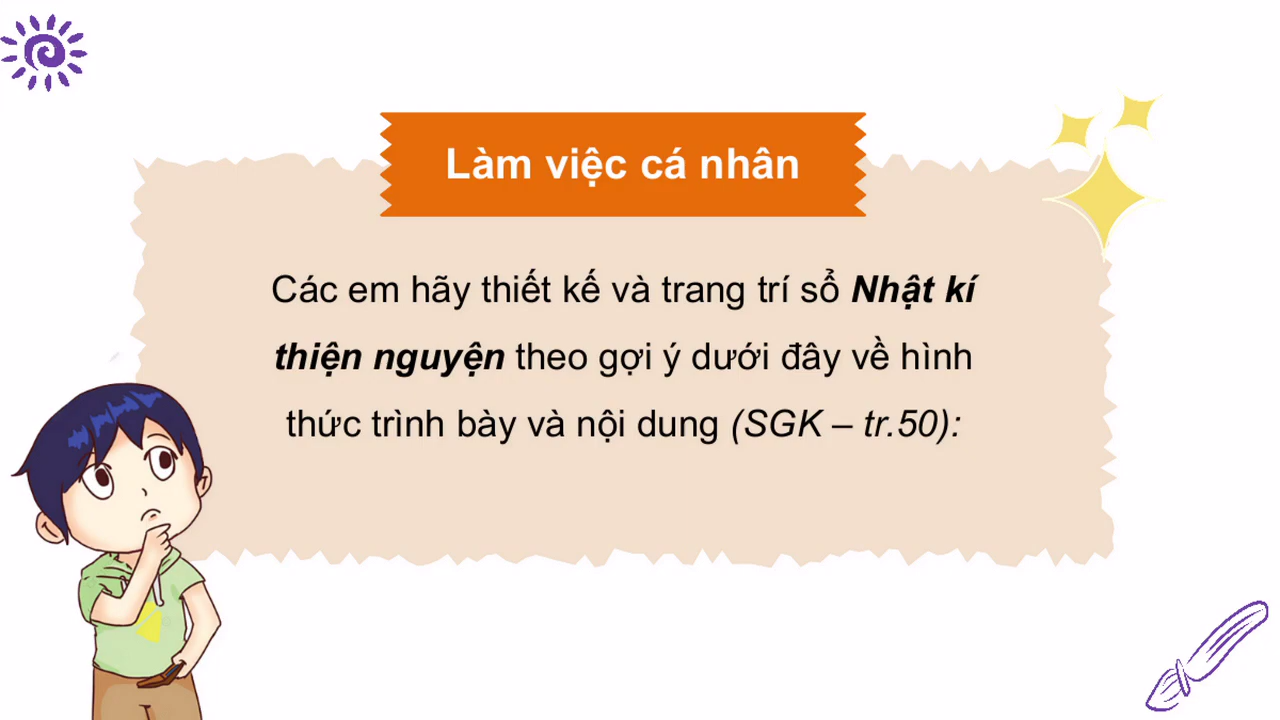 Làm việc cá nhân
Các em hãy thiết kế và trang trí sổ Nhật kí
thiện nguyện theo gợi ý dưới đây về hình
thức trình bày và nội dung (SGK – tr.50):